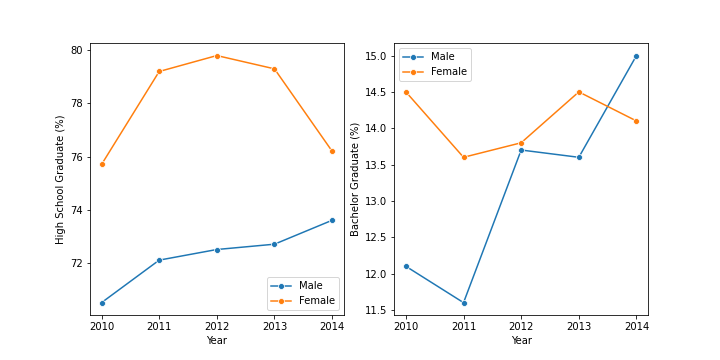 High School Graduate (%)
80
78
76
74
72
2010 2011 2012 2013 2014
Year
Male
Female
Bachelor Graduate (%)
15.0
14.5
14.0
13.5
13.0
12.5
12.0
11.5
2010 2011 2012 2013 2014
Year
Male
Female